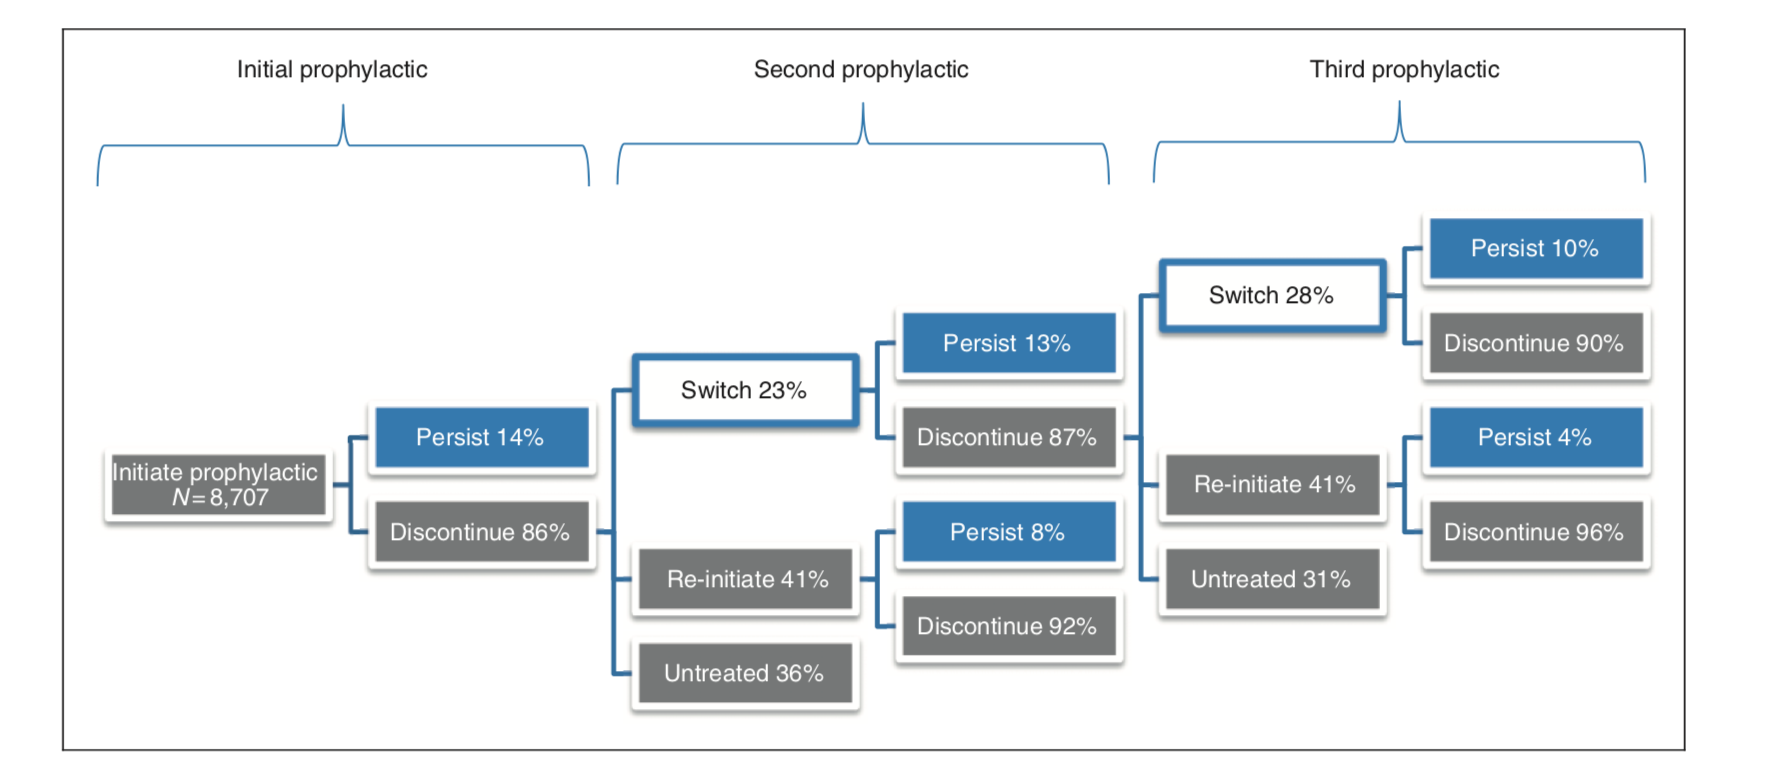 Initial prophylactic
Second prophylactic
Third prophylactic
Initiate prophylactic
N= 8,707
Persist 14%
Discontinue 86%
Switch 23%
Re-initiate 41%
Untreated 36%
Persist 13%
Discontinue 87%
Persist 8%
Discontinue 92%
Switch 28%
Re-initiate 41%
Untreated 31%
Persist 10%
Discontinue 90%
Persist 4%
Discontinue 96%